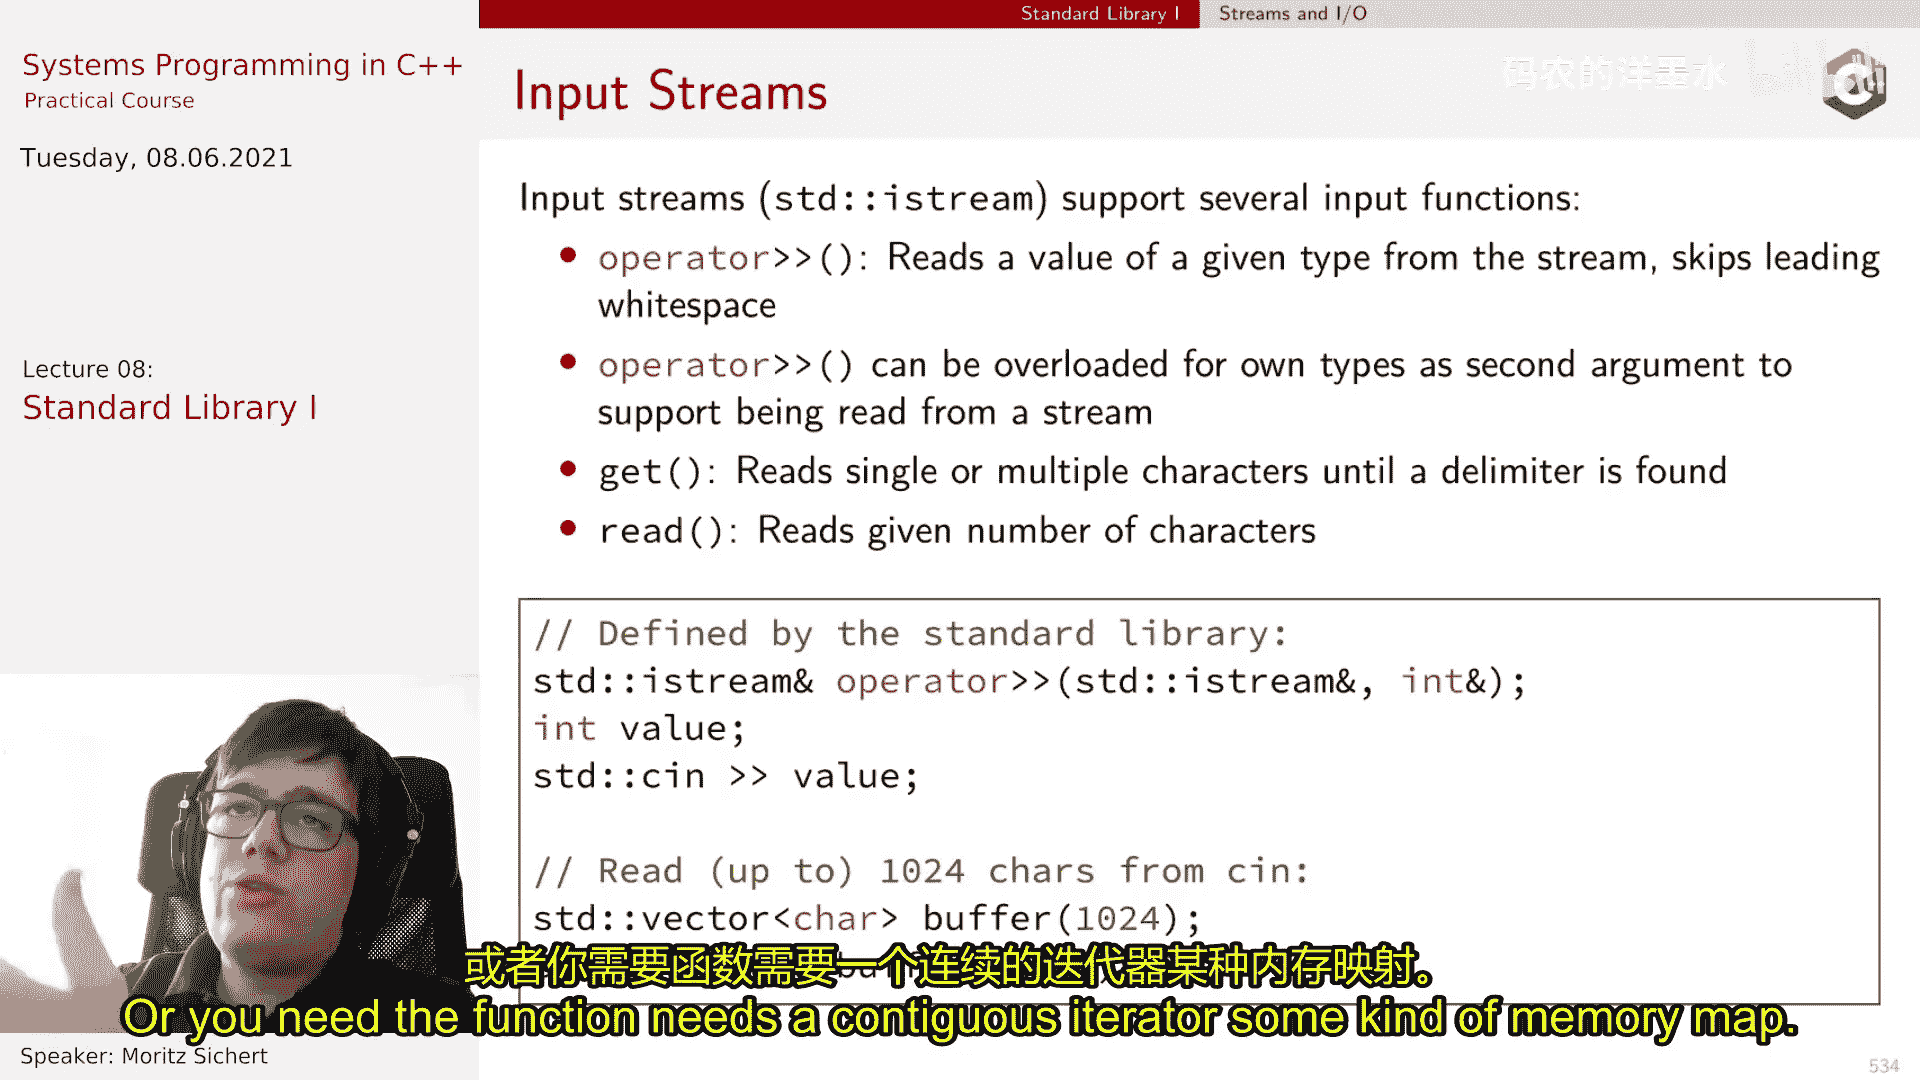 Standard Library I
Streams and I/O
Systems Programming in C++
Practical Course
Tuesday, 08.06.2021
Lecture 08:
Standard Library I
Input Streams
码农的洋墨水
Input streams (std::istream) support several input functions:
• operator>>(): Reads a value of a given type from the stream, skips leading
whitespace
• operator>>() can be overloaded for own types as second argument to
support being read from a stream
• get(): Reads single or multiple characters until a delimiter is found
• read(): Reads given number of characters
// Defined by the standard library:
std::istream& operator>>(std::istream&, int&);
int value;
std::cin >> value;
// Read (up to) 1024 chars from cin:
std::vector<char> buffer(1024);
或者你需要函数需要一个连续的迭代器某种内存映射。
Or you need the function needs a contiguous iterator some kind of memory map.
Speaker: Moritz Sichert
534